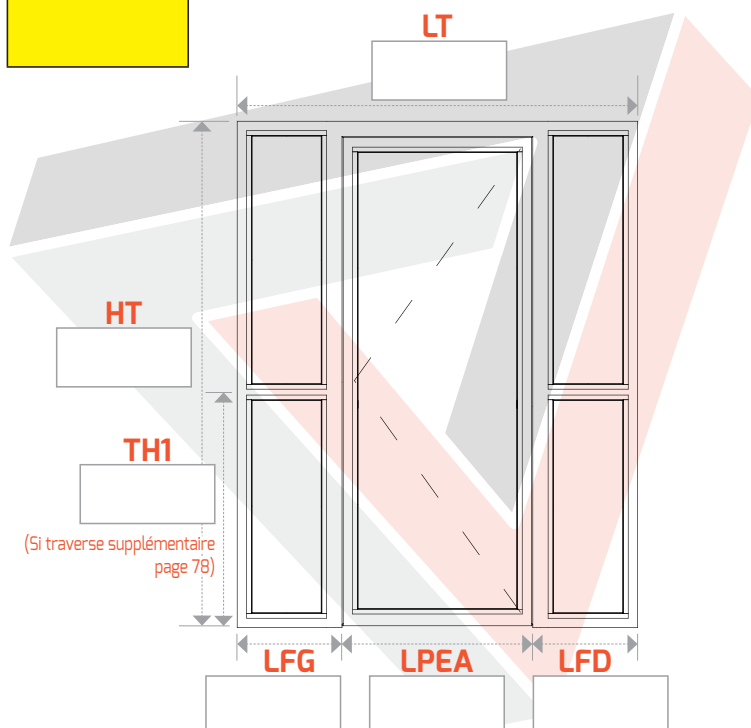 LT
HT
TH1
(Si traverse supplémentaire
page 78)
LFG LPEA LFD